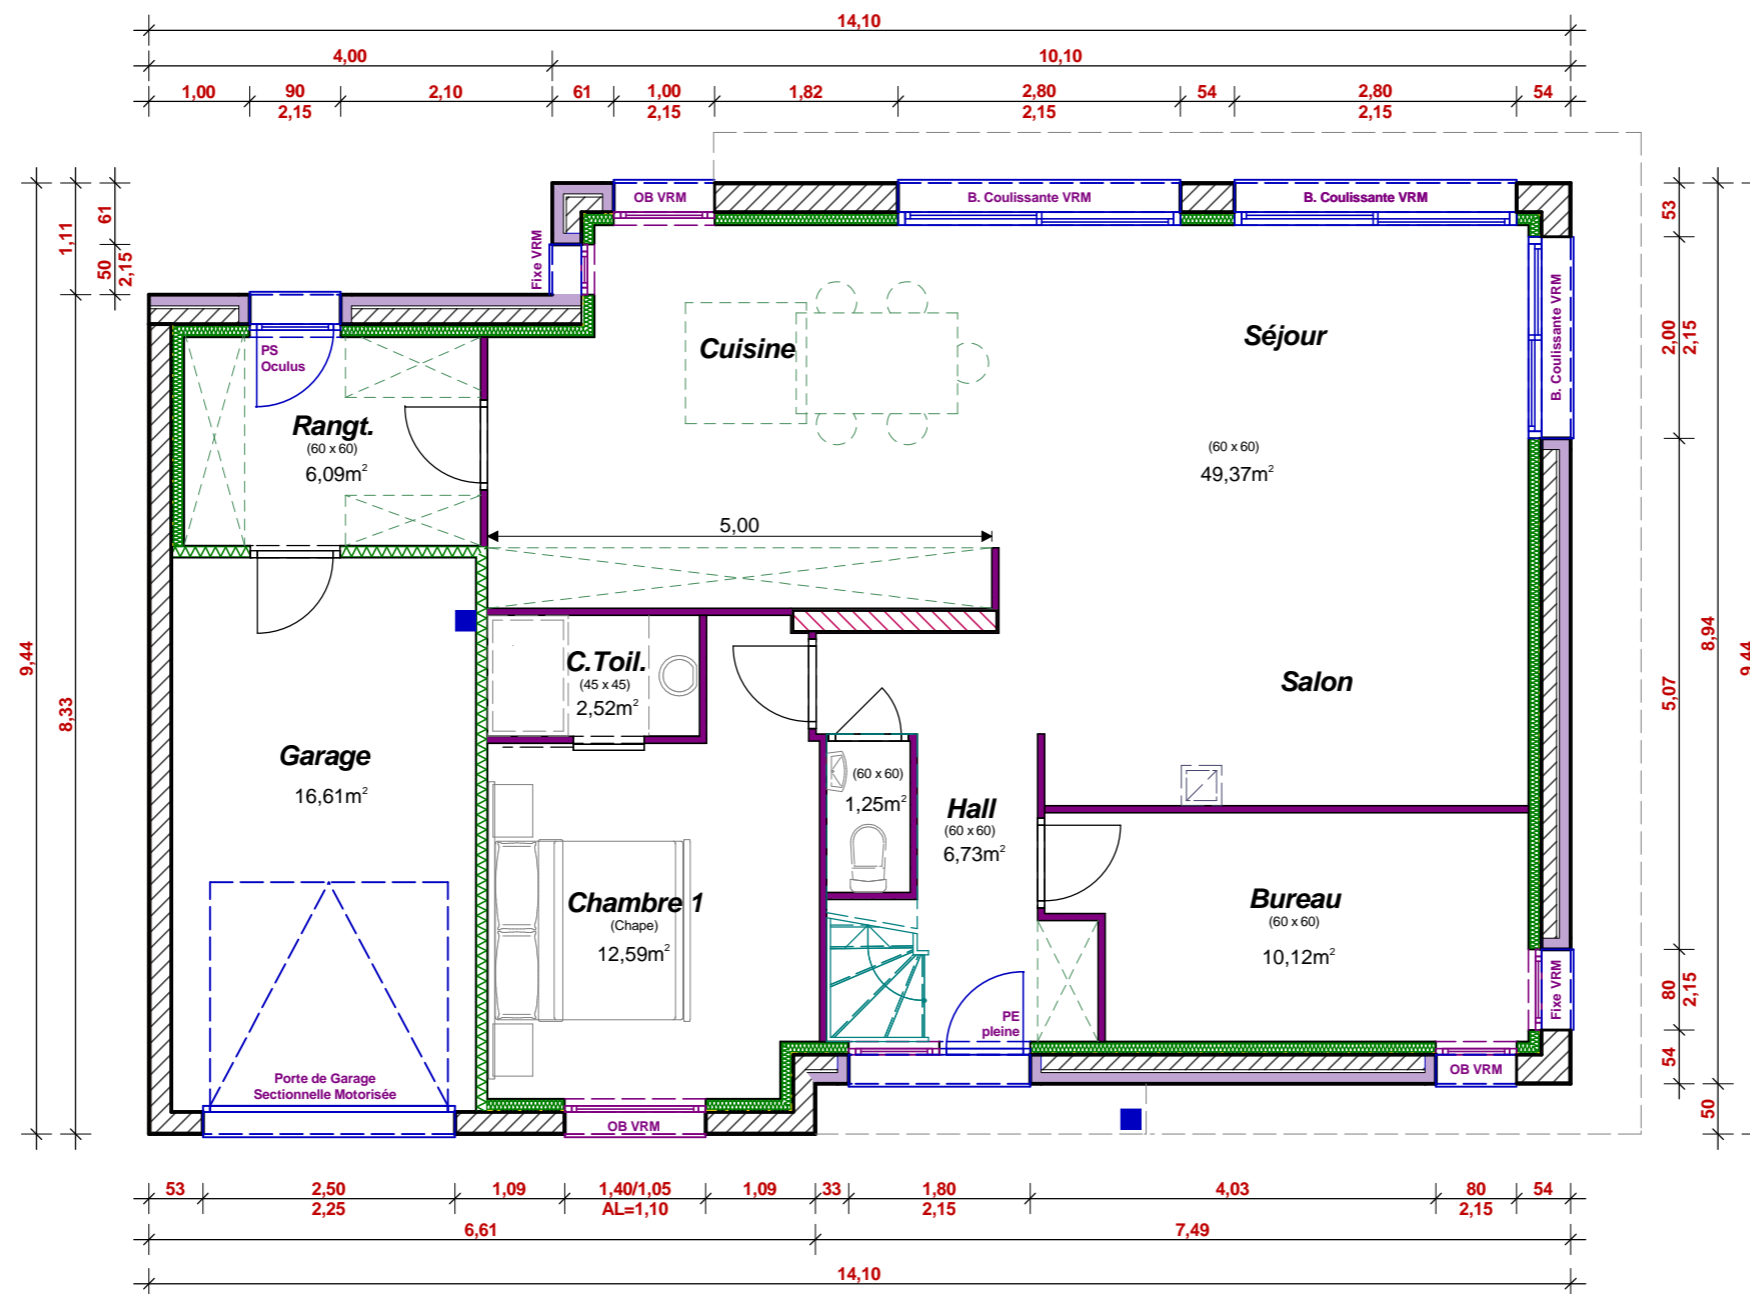 14,10
4,00 10,10
1,00 90 2,10 61 1,00 1,82 2,80 54 2,80 54
2,15 2,15 2,15 2,15
OB VRM B. Coulissante VRM B. Coulissante VRM
Fixe VRM
B. Coulissante VRM
9,44
1,11
8,33
61
50
2,15
53
2,00
2,15
5,07
80
2,15
54
50
8,94
9,44
PS
Oculus
Cuisine
Séjour
Rangt.
(60 x 60)
6,09m²
(60 x 60)
49,37m²
5,00
C.Toil.
(45 x 45)
2,52m²
Salon
Garage
16,61m²
(60 x 60)
1,25m²
Hall
(60 x 60)
6,73m²
Chambre 1
(Chape)
12,59m²
Bureau
(60 x 60)
10,12m²
PE
pleine
Fixe VRM
Porte de Garage
Sectionnelle Motorisée
OB VRM
OB VRM
53 2,50 1,09 1,40/1,05 1,09 33 1,80 4,03 80 54
2,25 AL=1,10 2,15 2,15
6,61 7,49
14,10